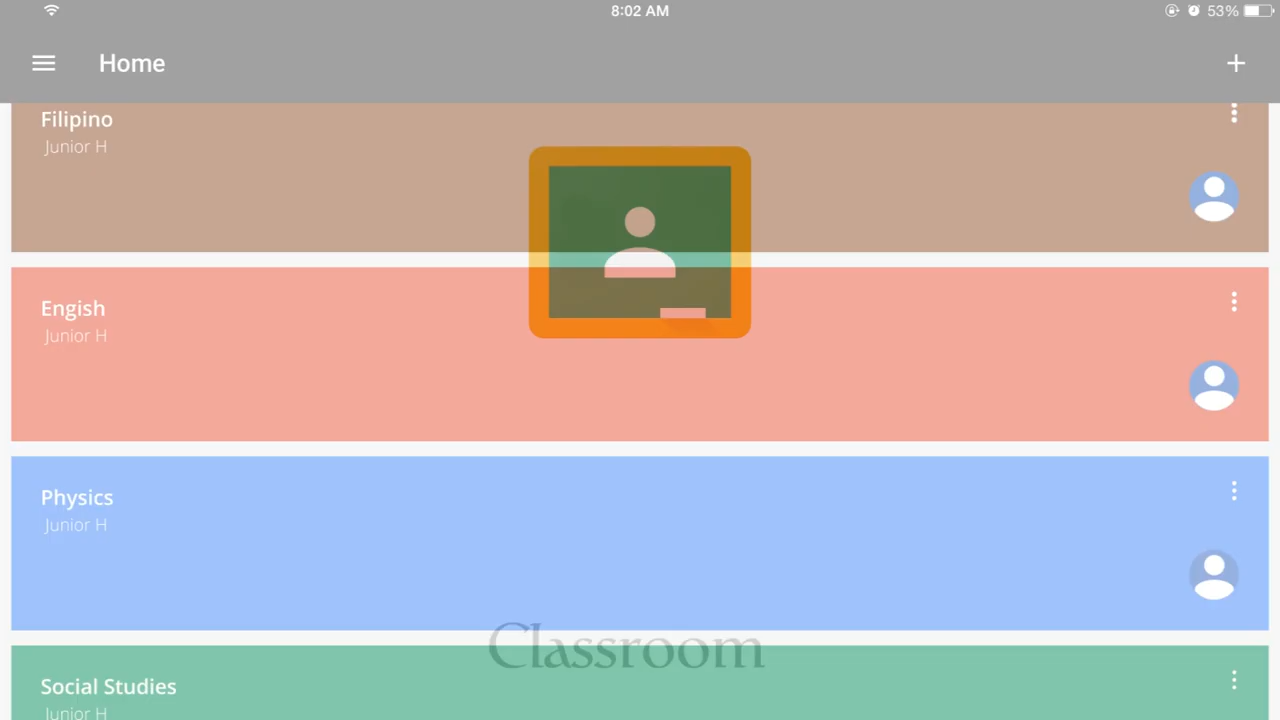 8:02 AM
53%
Home
Filipino
Junior H
Engish
Junior H
Physics
Junior H
Classroom
Social Studies
Junior H